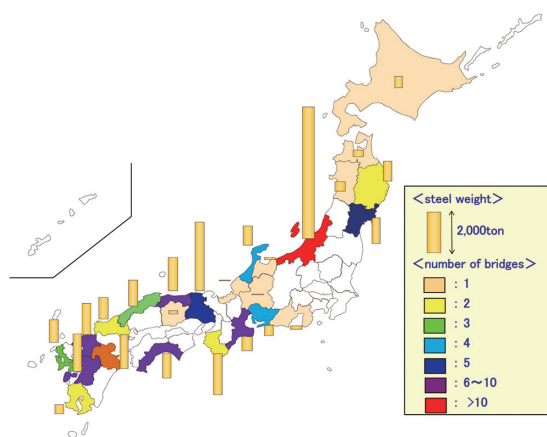 ＜steel weight＞
2,000ton
＜number of bridges＞
: 1
: 2
: 3
: 4
: 5
: 6～10
: >10